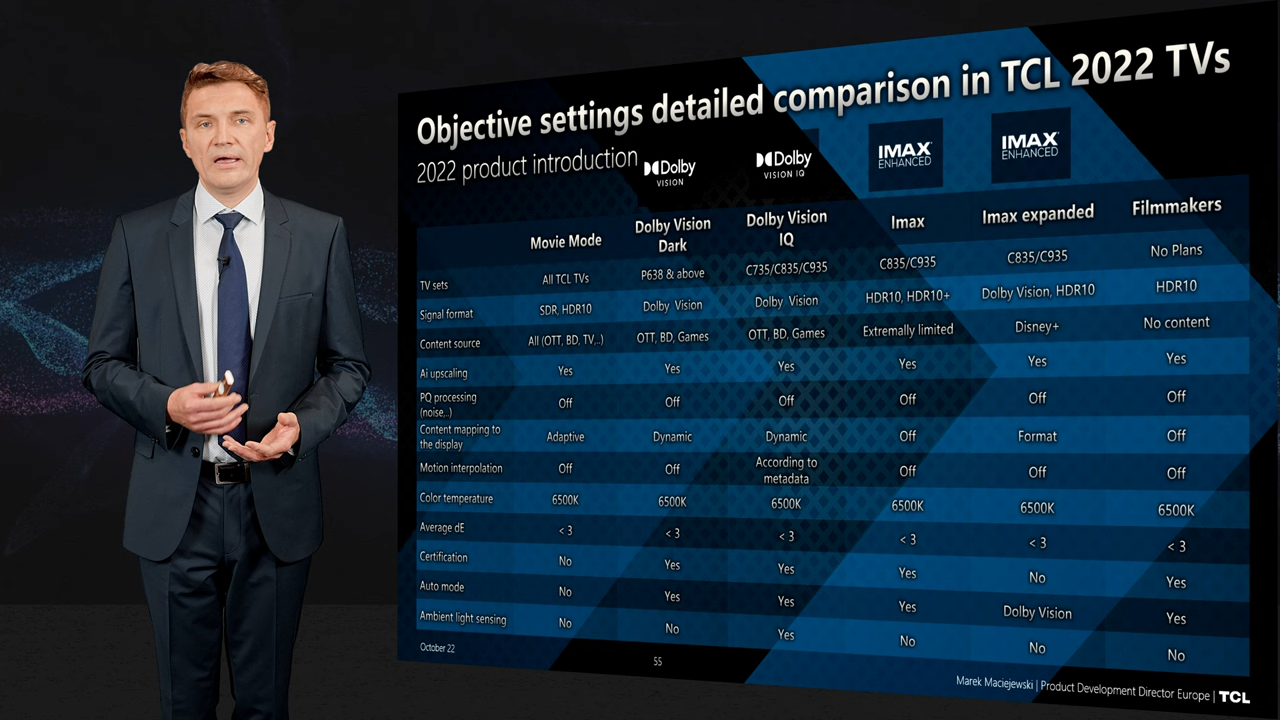 Objective settings detailed comparison in TCL 2022 TVs
2022 product introduction
Dolby
VISION
Dolby
VISION IQ
IMAX
ENHANCED
IMAX
ENHANCED
Movie Mode
Dolby Vision
Dark
Dolby Vision
IQ
Imax
Imax expanded
Filmmakers
TV sets
All TCL TVs
P638 & above
C735/C835/C935
C835/C935
C835/C935
No Plans
Signal format
SDR, HDR10
Dolby Vision
Dolby Vision
HDR10, HDR10+
Dolby Vision, HDR10
HDR10
Content source
All (OTT, BD, TV,..)
OTT, BD, Games
OTT, BD, Games
Extremally limited
Disney+
No content
Ai upscaling
Yes
Yes
Yes
Yes
Yes
Yes
PQ processing
(noise,..)
Off
Off
Off
Off
Off
Off
Content mapping to
the display
Adaptive
Dynamic
Dynamic
Off
Format
Off
Motion interpolation
Off
Off
According to
metadata
Off
Off
Off
Color temperature
6500K
6500K
6500K
6500K
6500K
6500K
Average dE
< 3
< 3
< 3
< 3
< 3
< 3
Certification
No
Yes
Yes
Yes
No
Yes
Auto mode
No
Yes
Yes
Yes
Dolby Vision
Yes
Ambient light sensing
No
No
Yes
No
No
No
October 22
55
Marek Maciejewski | Product Development Director Europe | TCL